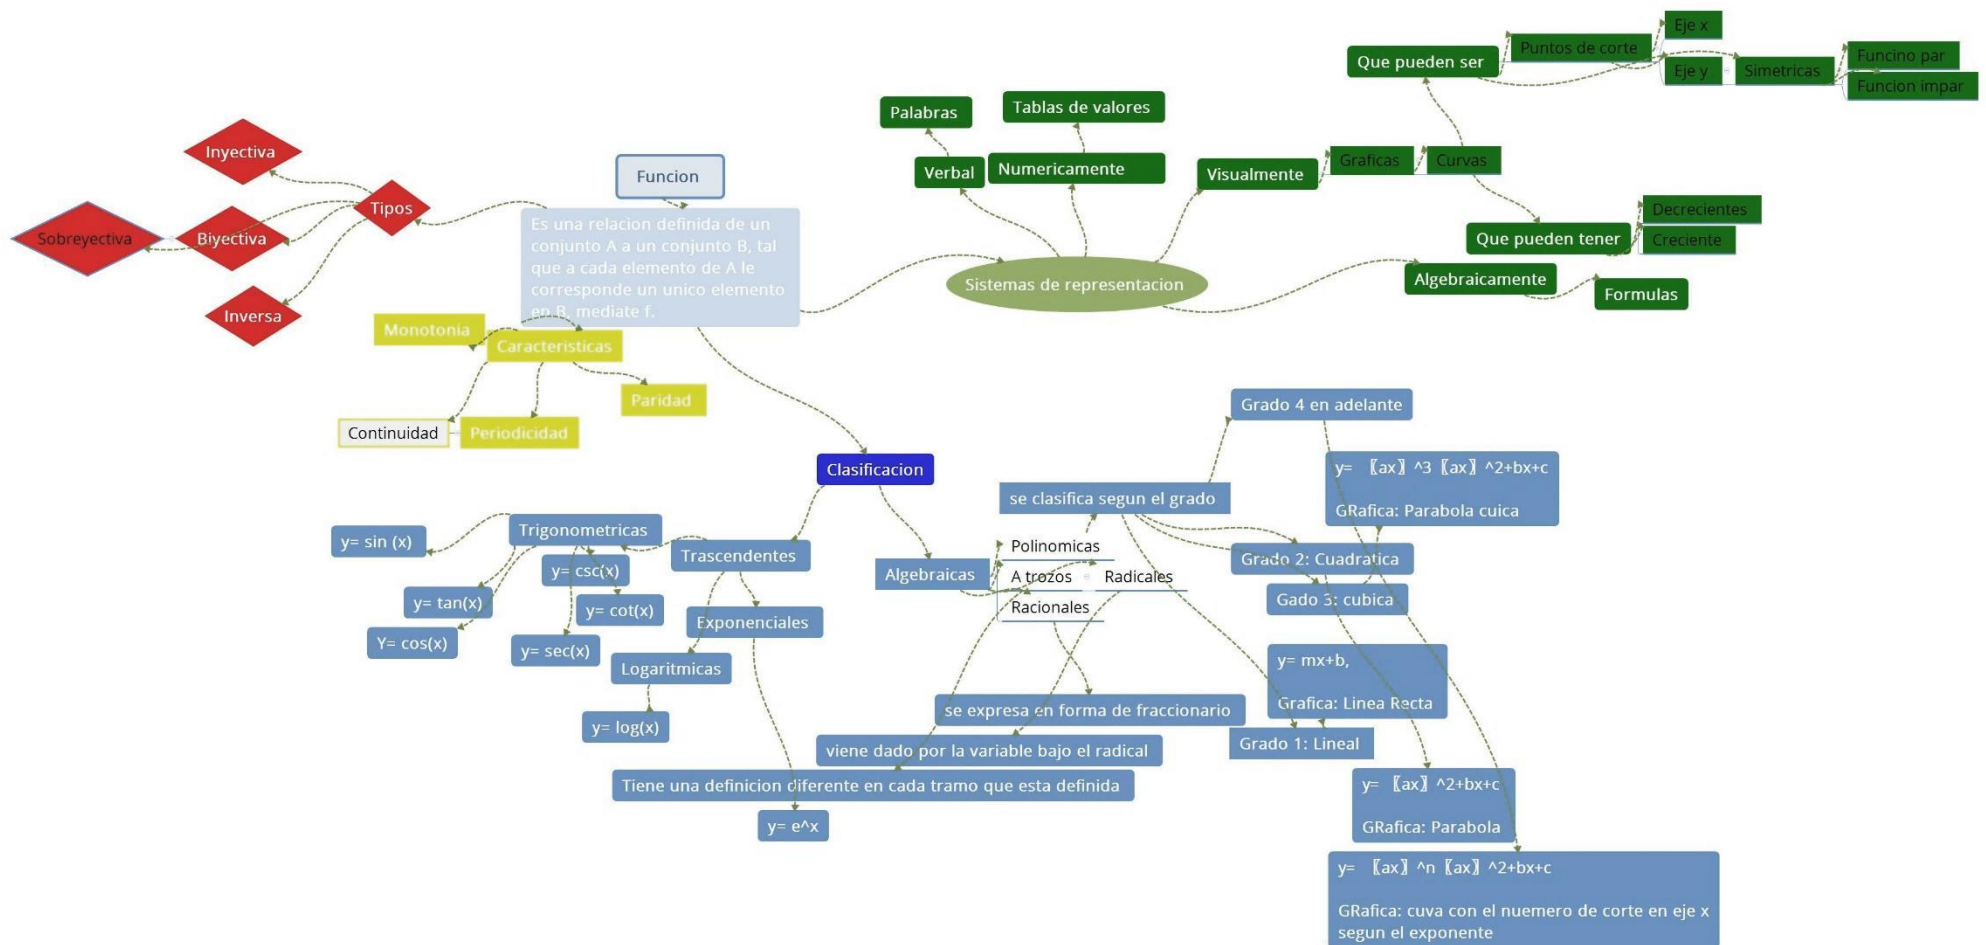 Funcion
Es una relacion definida de un
conjunto A a un conjunto B, tal
que a cada elemento de A le
corresponde un unico elemento
en B, mediate f.
Tipos
Inyectiva
Sobreyectiva
Biyectiva
Inversa
Caracteristicas
Monotonía
Continuidad
Periodicidad
Paridad
Sistemas de representacion
Verbal
Palabras
Numericamente
Tablas de valores
Visualmente
Graficas
Curvas
Que pueden ser
Puntos de corte
Eje x
Eje y
Simetricas
Funcino par
Funcion impar
Que pueden tener
Decrecientes
Creciente
Algebraicamente
Formulas
Clasificacion
Trascendentes
Trigonometricas
y= sin (x)
y= tan(x)
Y= cos(x)
y= csc(x)
y= cot(x)
y= sec(x)
Exponenciales
y= e^x
Logaritmicas
y= log(x)
Algebraicas
Polinomicas
A trozos
Radicales
Racionales
se expresa en forma de fraccionario
viene dado por la variable bajo el radical
Tiene una definicion diferente en cada tramo que esta definida
se clasifica segun el grado
Grado 4 en adelante
y= 〖ax〗^3〖ax〗^2+bx+c
GRafica: Parabola cuica
Grado 2: Cuadratica
Gado 3: cubica
y= mx+b,
Grafica: Linea Recta
Grado 1: Lineal
y= 〖ax〗^2+bx+c
GRafica: Parabola
y= 〖ax〗^n〖ax〗^2+bx+c
GRafica: cuva con el nuemero de corte en eje x
segun el exponente